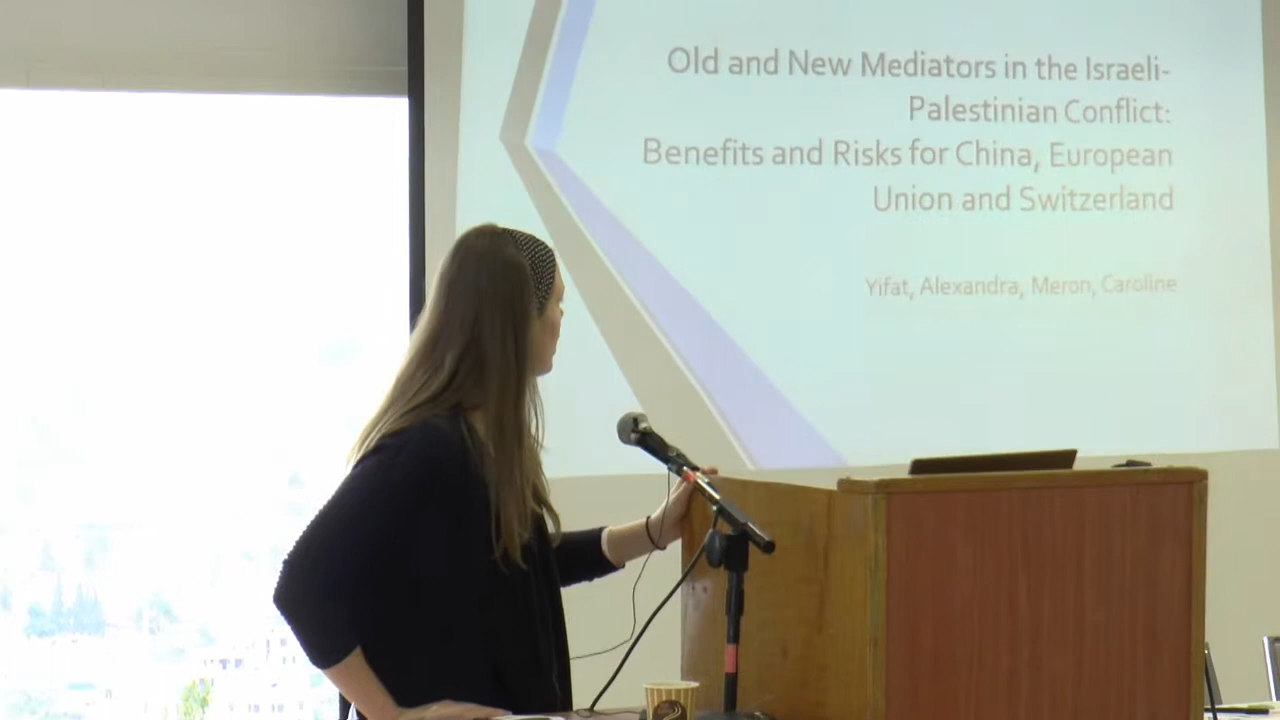 Old and New Mediators in the Israeli-
Palestinian Conflict:
Benefits and Risks for China, European
Union and Switzerland
Yifat, Alexandra, Meron, Caroline